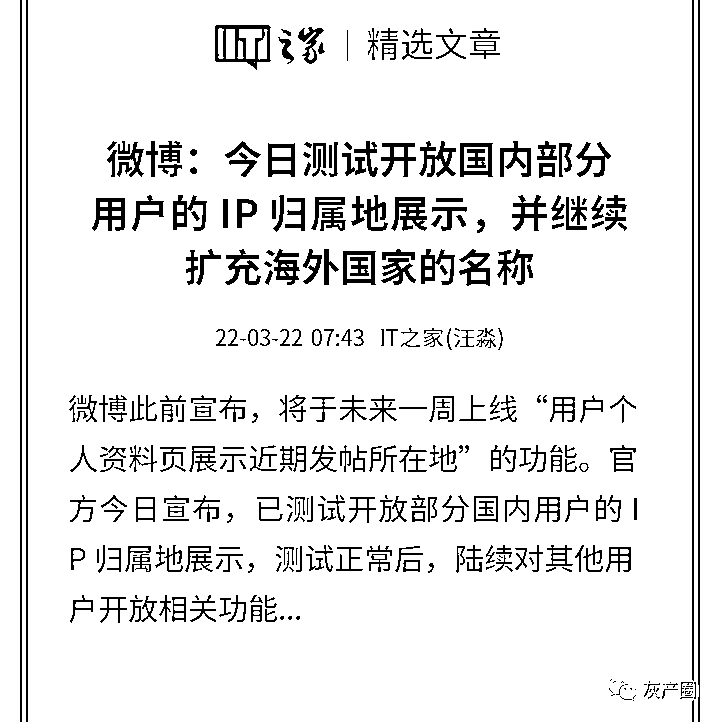 IT之家 | 精选文章
微博：今日测试开放国内部分
用户的 IP 归属地展示，并继续
扩充海外国家的名称
22-03-22 07:43 IT之家(汪淼)
微博此前宣布，将于未来一周上线“用户个
人资料页展示近期发帖所在地”的功能。官
方今日宣布，已测试开放部分国内用户的 I
P 归属地展示，测试正常后，陆续对其他用
户开放相关功能...
灰产圈